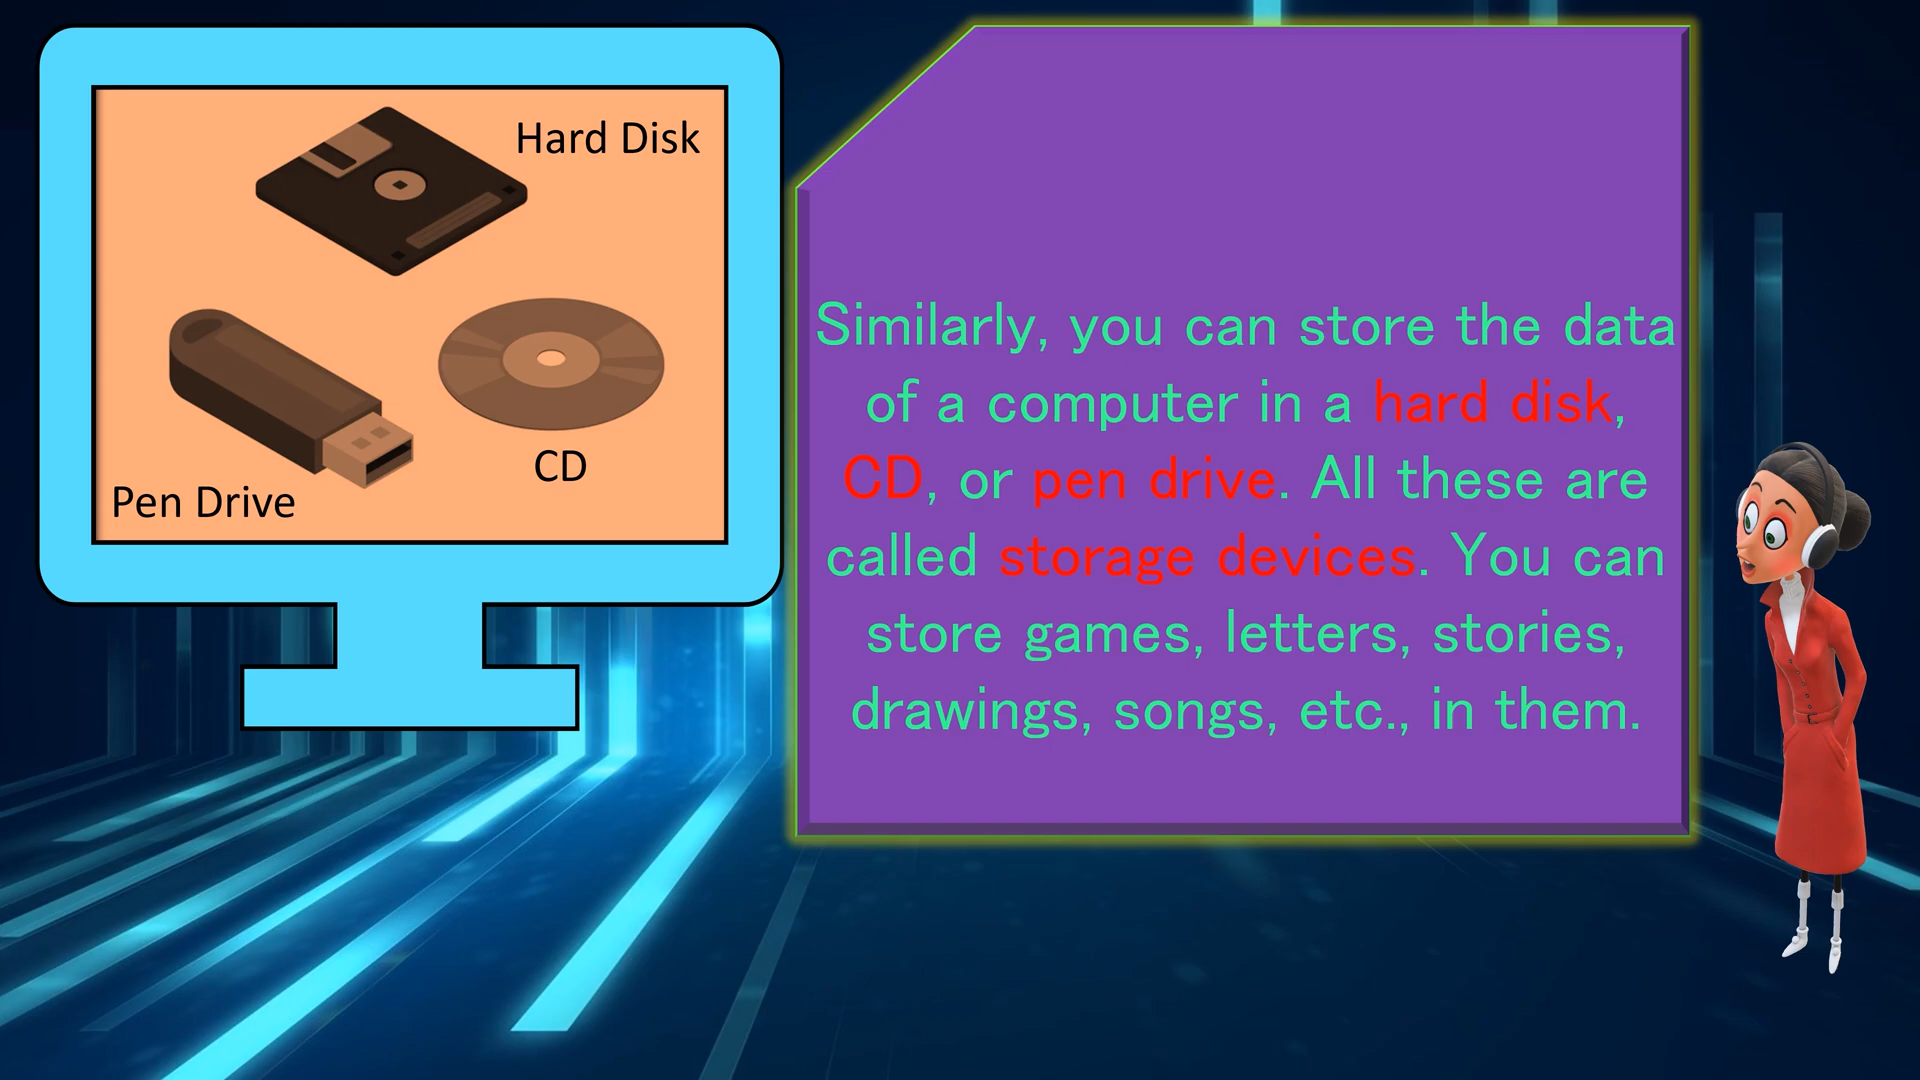 Hard Disk
CD
Pen Drive
Similarly, you can store the data
of a computer in a hard disk,
CD, or pen drive. All these are
called storage devices. You can
store games, letters, stories,
drawings, songs, etc., in them.